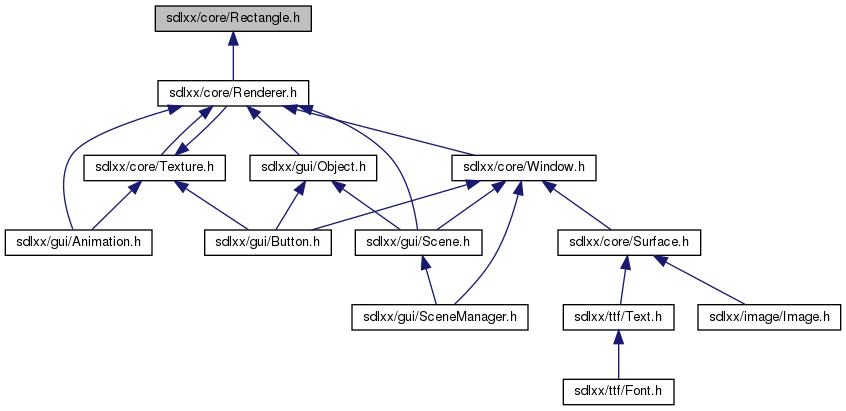 sdlxx/core/Rectangle.h
sdlxx/core/Renderer.h
sdlxx/core/Texture.h
sdlxx/gui/Object.h
sdlxx/core/Window.h
sdlxx/gui/Animation.h
sdlxx/gui/Button.h
sdlxx/gui/Scene.h
sdlxx/core/Surface.h
sdlxx/gui/SceneManager.h
sdlxx/ttf/Text.h
sdlxx/image/Image.h
sdlxx/ttf/Font.h